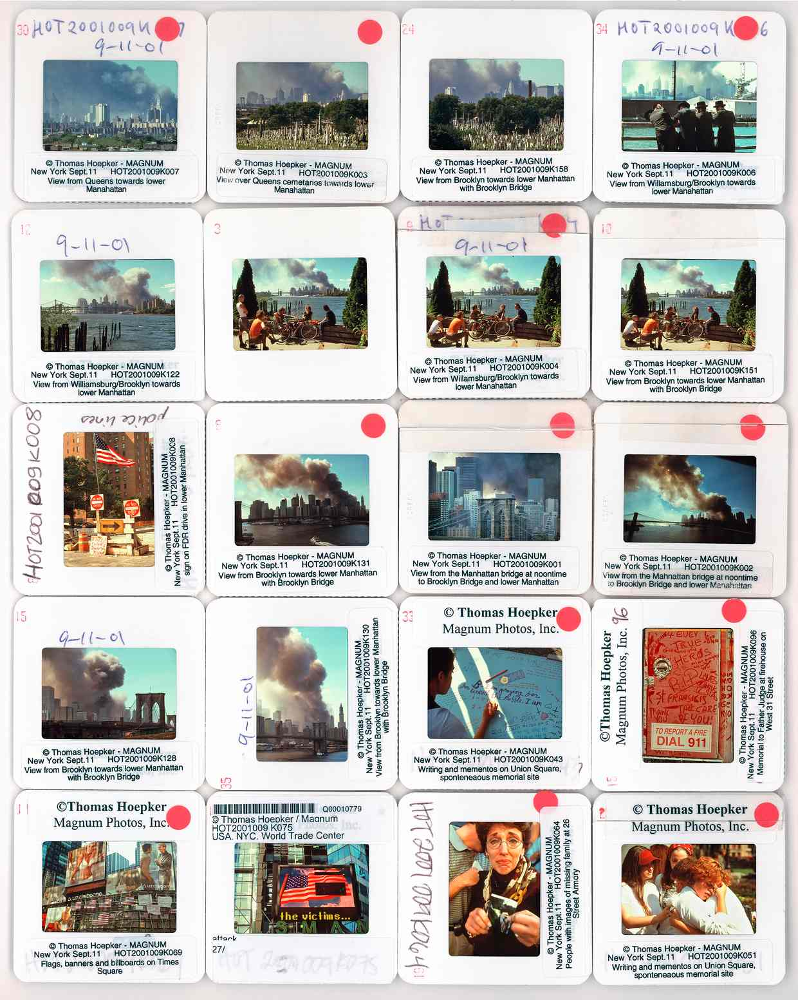 30 HOT2001009K 7
9-11-01
© Thomas Hoepker - MAGNUM
New York Sept.11 HOT2001009K007
View from Queens towards lower
Manahattan
© Thomas Hoepker - MAGNUM
New York Sept.11 HOT2001009K003
View over Queens cemetaries towards lower
Manahattan
24
© Thomas Hoepker - MAGNUM
New York Sept.11 HOT2001009K158
View from Brooklyn towards lower Manhattan
with Brooklyn Bridge
34 HOT2001009K 6
9-11-01
© Thomas Hoepker - MAGNUM
New York Sept.11 HOT2001009K006
View from Willamsburg/Brooklyn towards
lower Manahattan
12
9-11-01
© Thomas Hoepker - MAGNUM
New York Sept.11 HOT2001009K122
View from Williamsburg/Brooklyn towards
lower Manhattan
3
9 HOT 4
9-11-01
© Thomas Hoepker - MAGNUM
New York Sept.11 HOT2001009K004
View from Willamsburg/Brooklyn towards
lower Manahattan
10
© Thomas Hoepker - MAGNUM
New York Sept.11 HOT2001009K151
View from Brooklyn towards lower Manhattan
with Brooklyn Bridge
HOT2001009K008
police lines
© Thomas Hoepker - MAGNUM
New York Sept.11 HOT2001009K008
sign on FDR drive in lower Manhattan
8
© Thomas Hoepker - MAGNUM
New York Sept.11 HOT2001009K131
View from Brooklyn towards lower Manhattan
with Brooklyn Bridge
© Thomas Hoepker - MAGNUM
New York Sept.11 HOT2001009K001
View from the Manhattan bridge at noontime
to Brooklyn Bridge and lower Manahattan
© Thomas Hoepker - MAGNUM
New York Sept.11 HOT2001009K002
View from the Mahnattan bridge at noontime
to Brooklyn Bridge and lower Manahattan
15
9-11-01
© Thomas Hoepker - MAGNUM
New York Sept.11 HOT2001009K128
View from Brooklyn towards lower Manhattan
with Brooklyn Bridge
35
9-11-01
© Thomas Hoepker - MAGNUM
New York Sept.11 HOT2001009K130
View from Brooklyn towards lower Manhattan
with Brooklyn Bridge
33
© Thomas Hoepker
Magnum Photos, Inc.
© Thomas Hoepker - MAGNUM
New York Sept.11 HOT2001009K043
Writing and mementos on Union Square,
sponteneaous memorial site
©Thomas Hoepker
Magnum Photos, Inc. 96
TRUE
HEROS
R.I.P
ST FRANSICIS
TAKE CARE
OF YOU!
TO REPORT A FIRE
DIAL 911
© Thomas Hoepker - MAGNUM
New York Sept.11 HOT2001009K096
Memorial to Father Judge at firehouse on
West 31 Street
11
©Thomas Hoepker
Magnum Photos, Inc.
© Thomas Hoepker - MAGNUM
New York Sept.11 HOT2001009K069
Flags, banners and billboards on Times
Square
Q00010779
© Thomas Hoepker / Magnum
HOT2001009 K075
USA. NYC. World Trade Center
the victims...
S M A N
attack
27/
HOT 2001009K075
HOT2001009K064
19
© Thomas Hoepker - MAGNUM
New York Sept.11 HOT2001009K064
People with images of missing family at 26
Street Armory
2
© Thomas Hoepker
Magnum Photos, Inc.
© Thomas Hoepker - MAGNUM
New York Sept.11 HOT2001009K051
Writing and mementos on Union Square,
sponteneaous memorial site